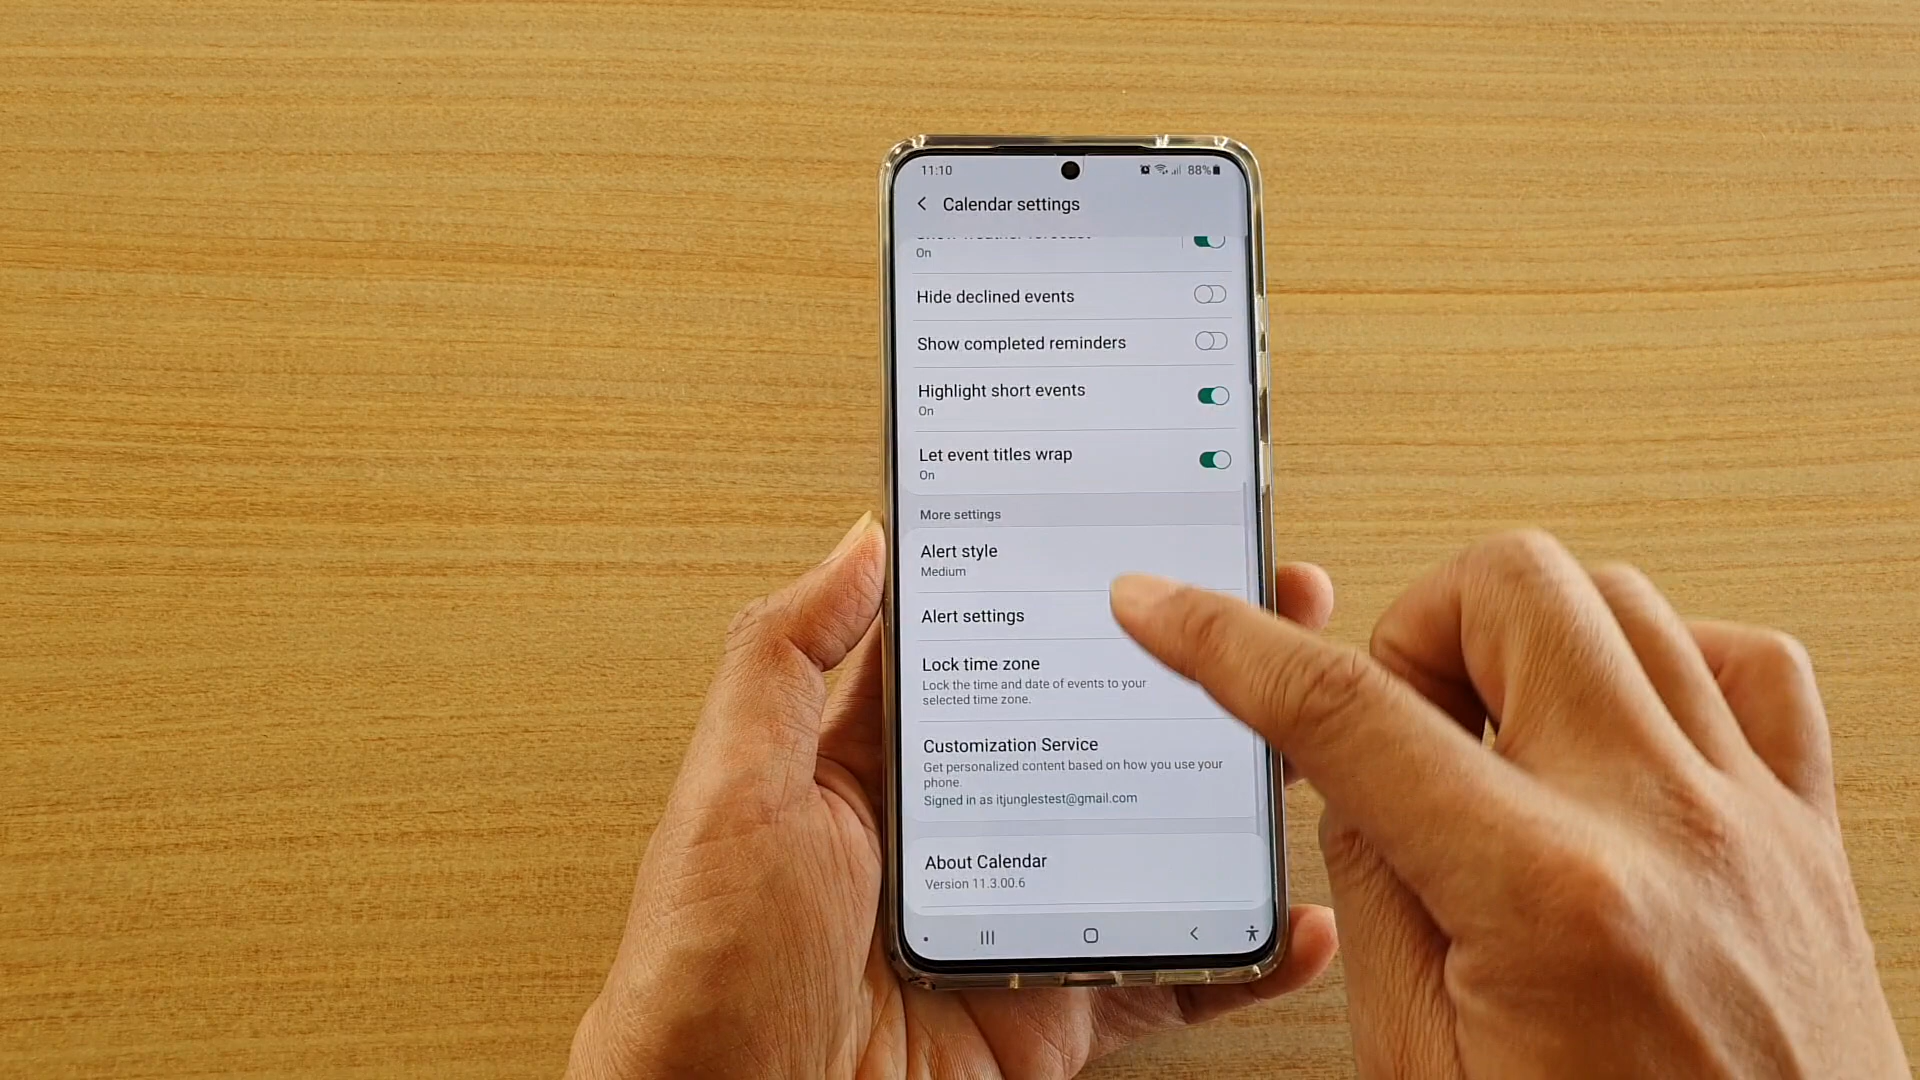 11:10
88%
Calendar settings
On
Hide declined events
Show completed reminders
Highlight short events
On
Let event titles wrap
On
More settings
Alert style
Medium
Alert settings
Lock time zone
Lock the time and date of events to your
selected time zone.
Customization Service
Get personalized content based on how you use your
phone.
Signed in as itjunglestest@gmail.com
About Calendar
Version 11.3.00.6